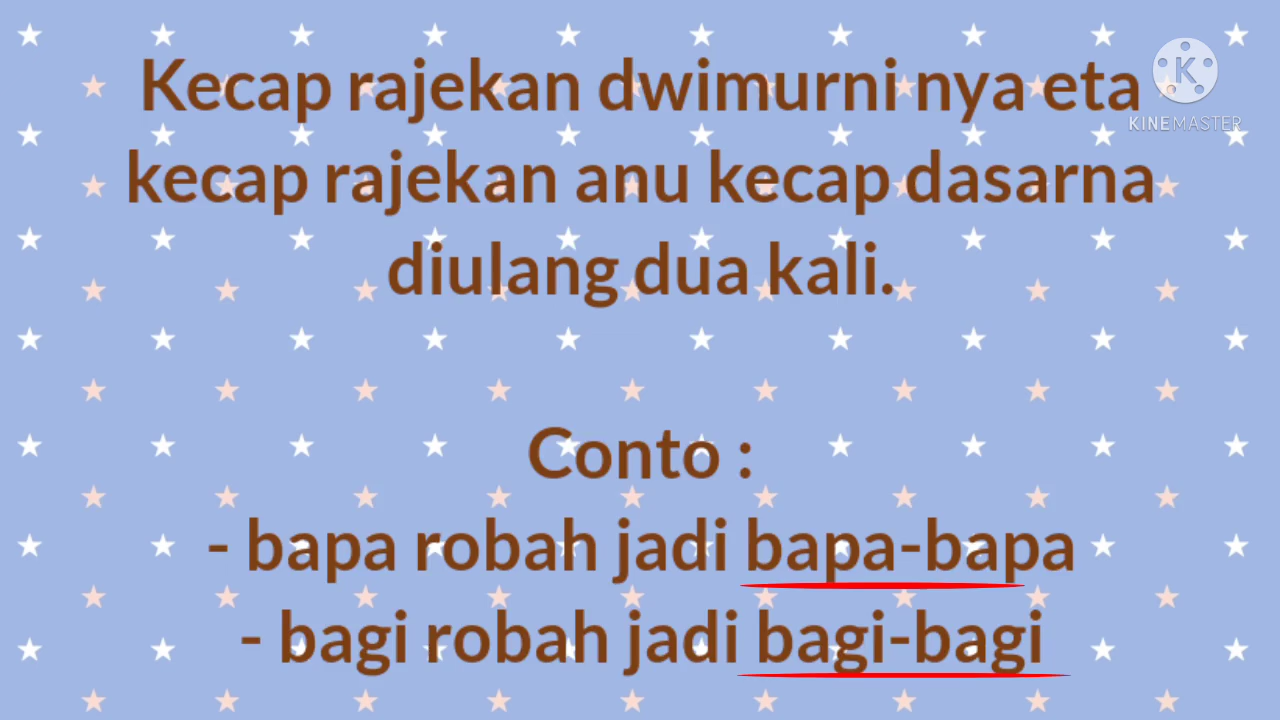 Kecap rajekan dwimurni nya eta
kecap rajekan anu kecap dasarna
diulang dua kali.
Conto :
- bapa robah jadi bapa-bapa
- bagi robah jadi bagi-bagi
K
KINEMASTER